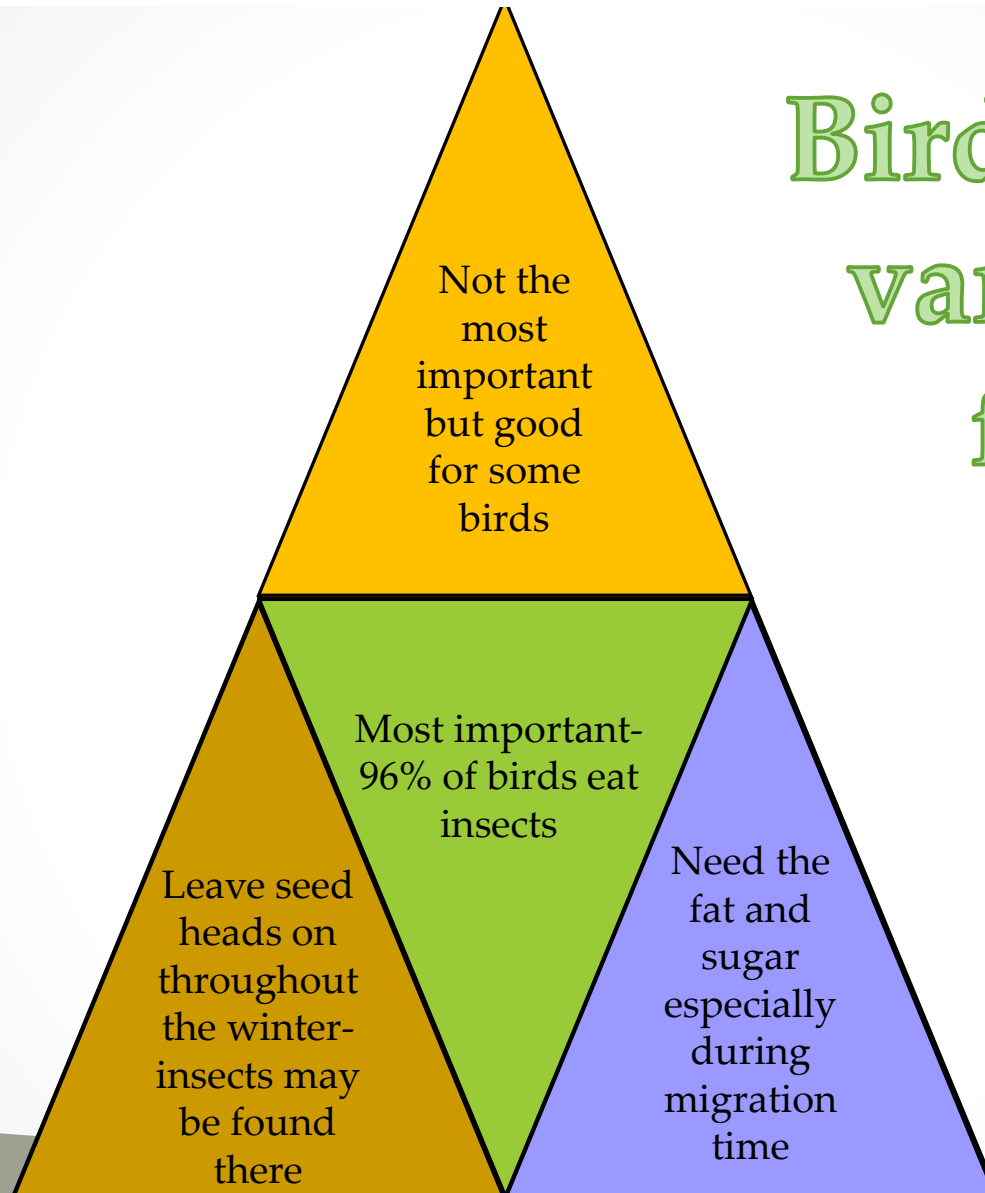 Not the
most
important
but good
for some
birds
Most important-
96% of birds eat
insects
Leave seed
heads on
throughout
the winter-
insects may
be found
there
Need the
fat and
sugar
especially
during
migration
time